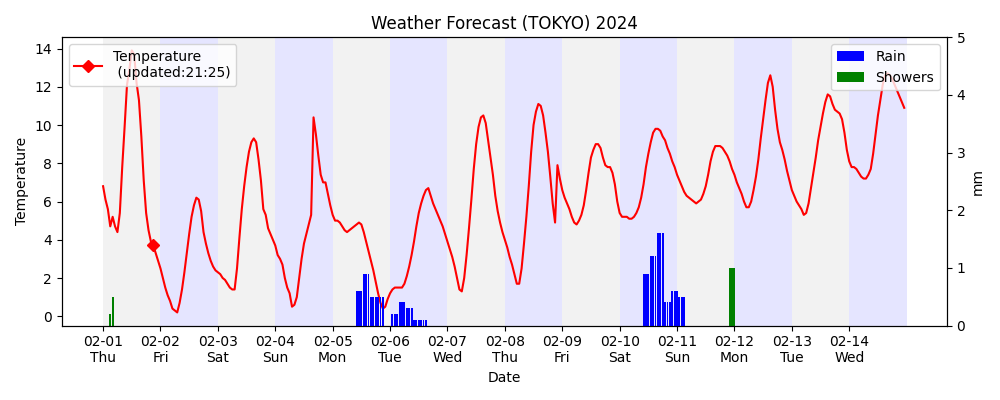 Weather Forecast (TOKYO) 2024
Temperature
(updated:21:25)
Rain
Showers
Temperature
14
12
10
8
6
4
2
0
5
4
3
2
1
0
mm
02-01 02-02 02-03 02-04 02-05 02-06 02-07 02-08 02-09 02-10 02-11 02-12 02-13 02-14
Thu Fri Sat Sun Mon Tue Wed Thu Fri Sat Sun Mon Tue Wed
Date